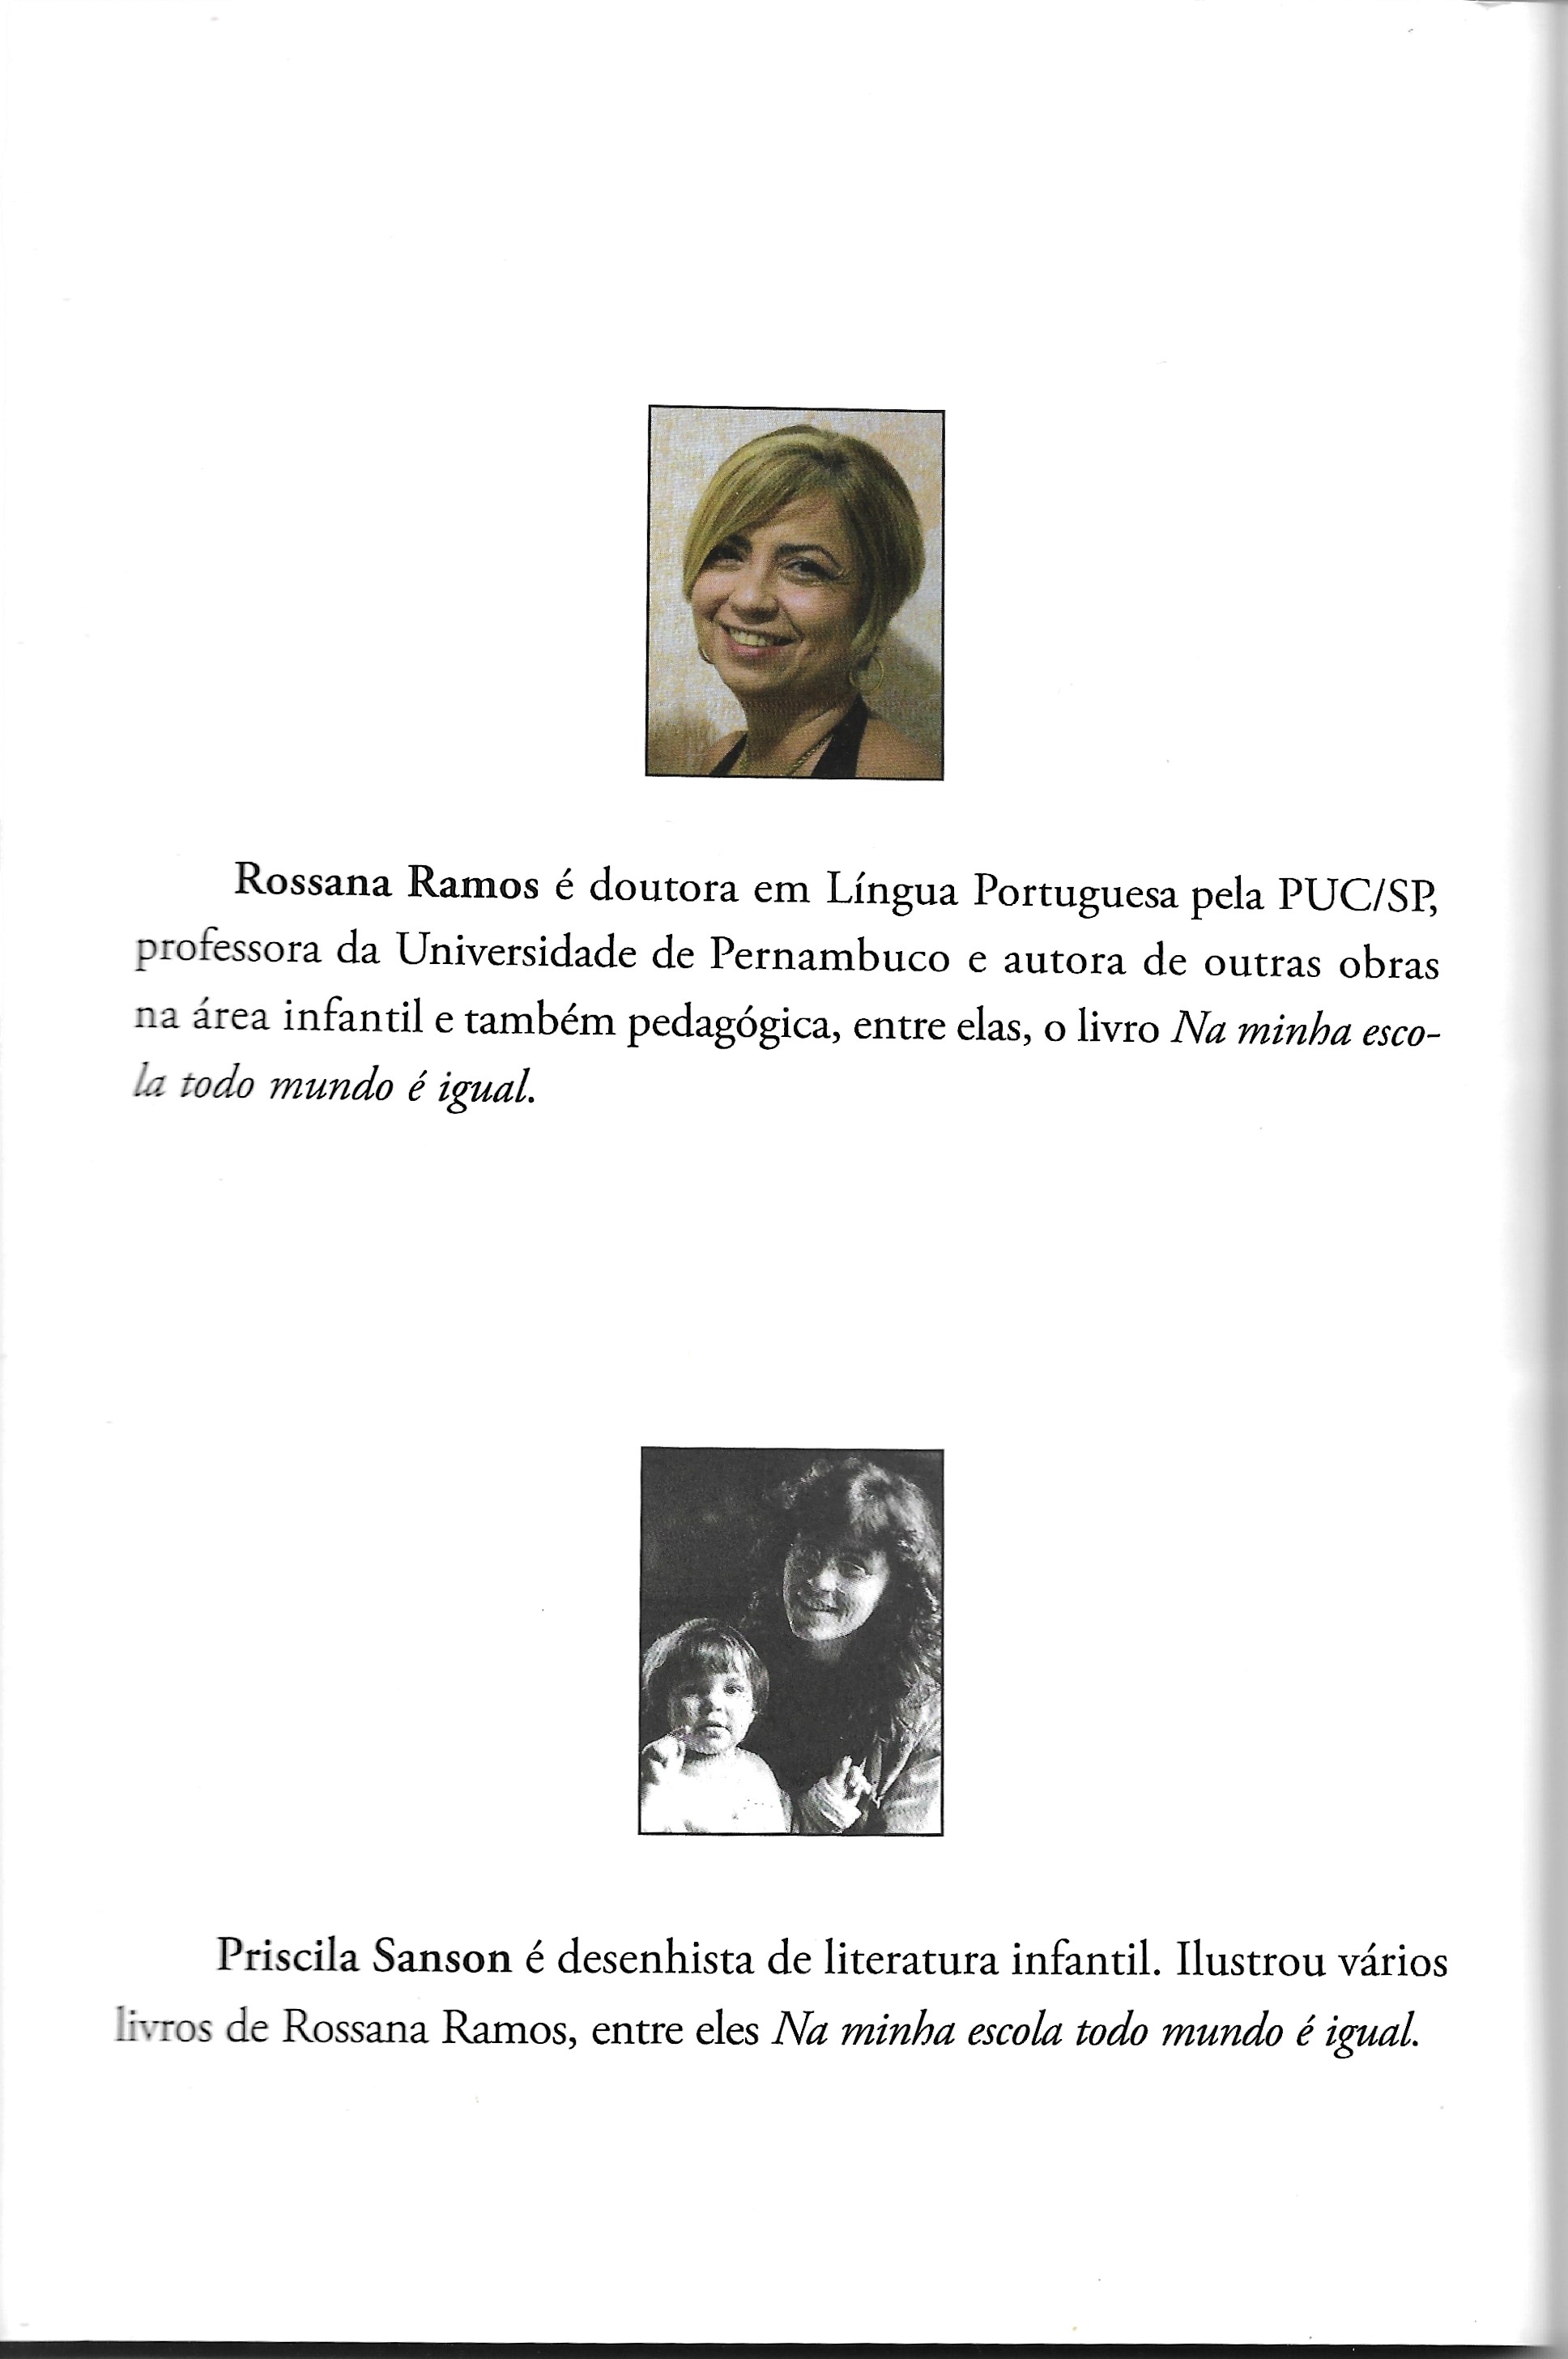 Rossana Ramos é doutora em Língua Portuguesa pela PUC/SP,
professora da Universidade de Pernambuco e autora de outras obras
na área infantil e também pedagógica, entre elas, o livro Na minha esco-
la todo mundo é igual.
Priscila Sanson é desenhista de literatura infantil. Ilustrou vários
livros de Rossana Ramos, entre eles Na minha escola todo mundo é igual.